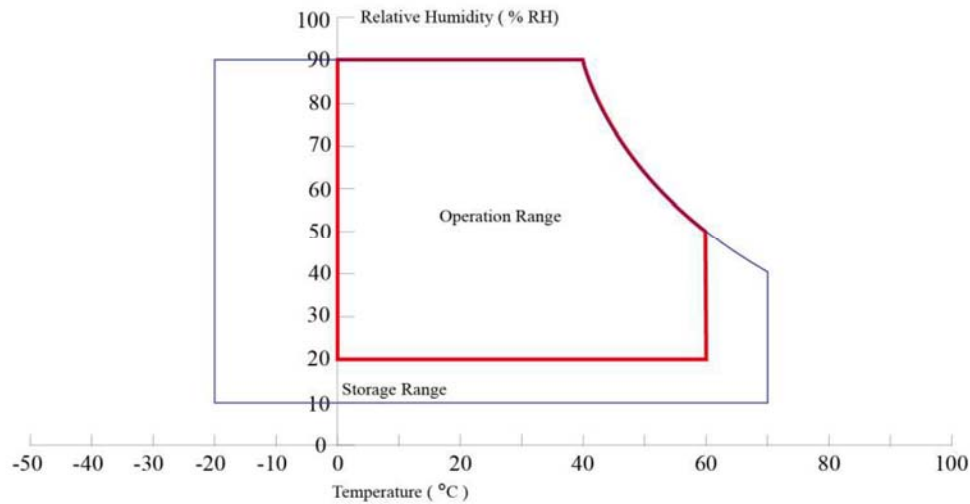 100
Relative Humidity ( % RH)
90
80
70
60
Operation Range
50
40
30
20
Storage Range
10
0
-50 -40 -30 -20 -10 0 20 40 60 80 100
Temperature ( °C )